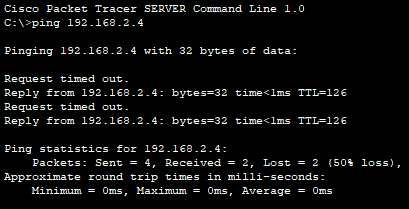 Cisco Packet Tracer SERVER Command Line 1.0
C:\>ping 192.168.2.4
Pinging 192.168.2.4 with 32 bytes of data:
Request timed out.
Reply from 192.168.2.4: bytes=32 time<1ms TTL=126
Request timed out.
Reply from 192.168.2.4: bytes=32 time<1ms TTL=126
Ping statistics for 192.168.2.4:
Packets: Sent = 4, Received = 2, Lost = 2 (50% loss),
Approximate round trip times in milli-seconds:
Minimum = 0ms, Maximum = 0ms, Average = 0ms